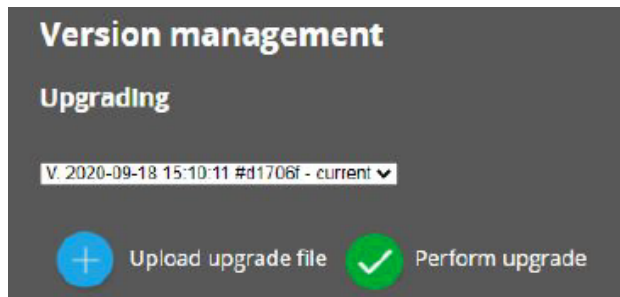 Version management
Upgrading
V. 2020-09-18 15:10:11 #d1706f - current
Upload upgrade file Perform upgrade